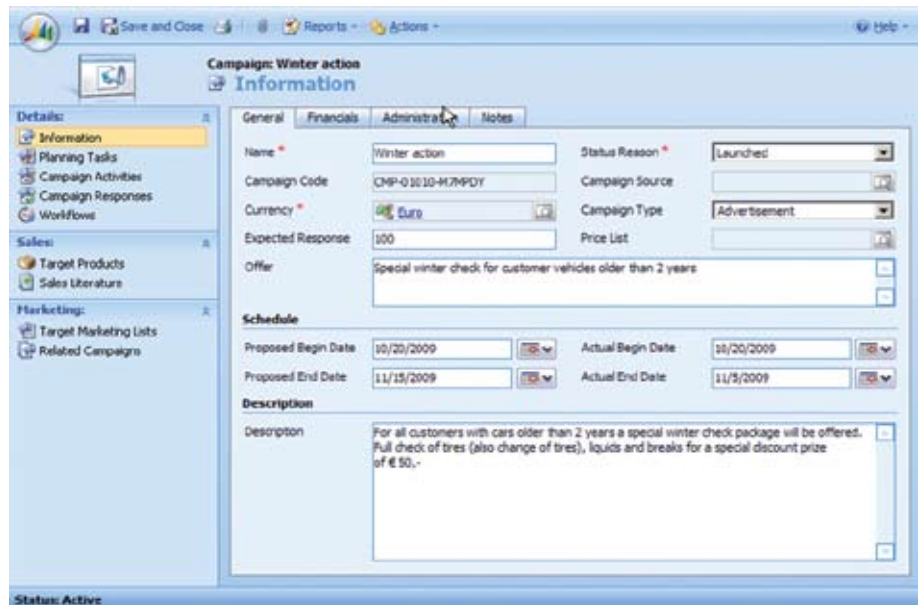 Save and Close Reports Actions Help
Campaign: Winter action
Information
Details:
Information
Planning Tasks
Campaign Activities
Campaign Responses
Workflows
Sales:
Target Products
Sales Literature
Marketing:
Target Marketing Lists
Related Campaigns
General Financials Administration Notes
Name * Winter action Status Reason * Launched
Campaign Code CMP-01010-M7MPDY Campaign Source
Currency * Euro Campaign Type Advertisement
Expected Response 100 Price List
Offer Special winter check for customer vehicles older than 2 years
Schedule
Proposed Begin Date 10/20/2009 Actual Begin Date 10/20/2009
Proposed End Date 11/15/2009 Actual End Date 11/5/2009
Description
Description For all customers with cars older than 2 years a special winter check package will be offered.
Full check of tires (also change of tires), liquids and breaks for a special discount prize
of € 50,-
Status: Active